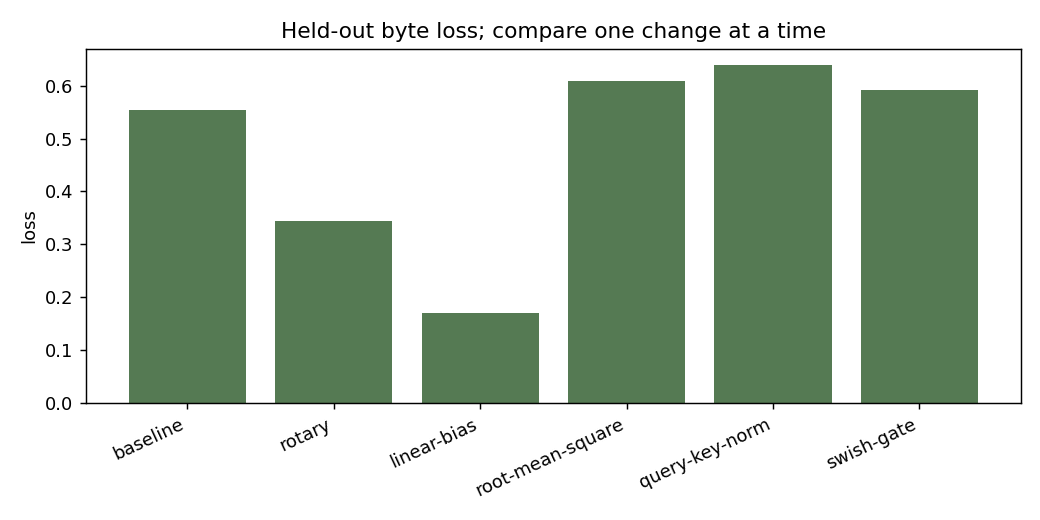 Held-out byte loss; compare one change at a time
loss
0.6
0.5
0.4
0.3
0.2
0.1
0.0
baseline
rotary
linear-bias
root-mean-square
query-key-norm
swish-gate